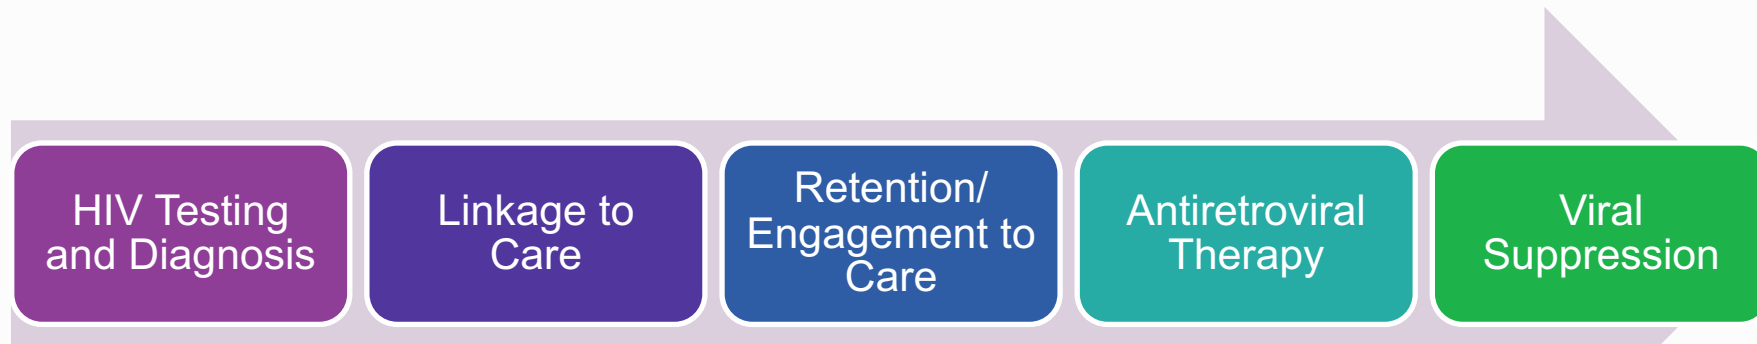 HIV Testing
and Diagnosis
Linkage to
Care
Retention/
Engagement to
Care
Antiretroviral
Therapy
Viral
Suppression